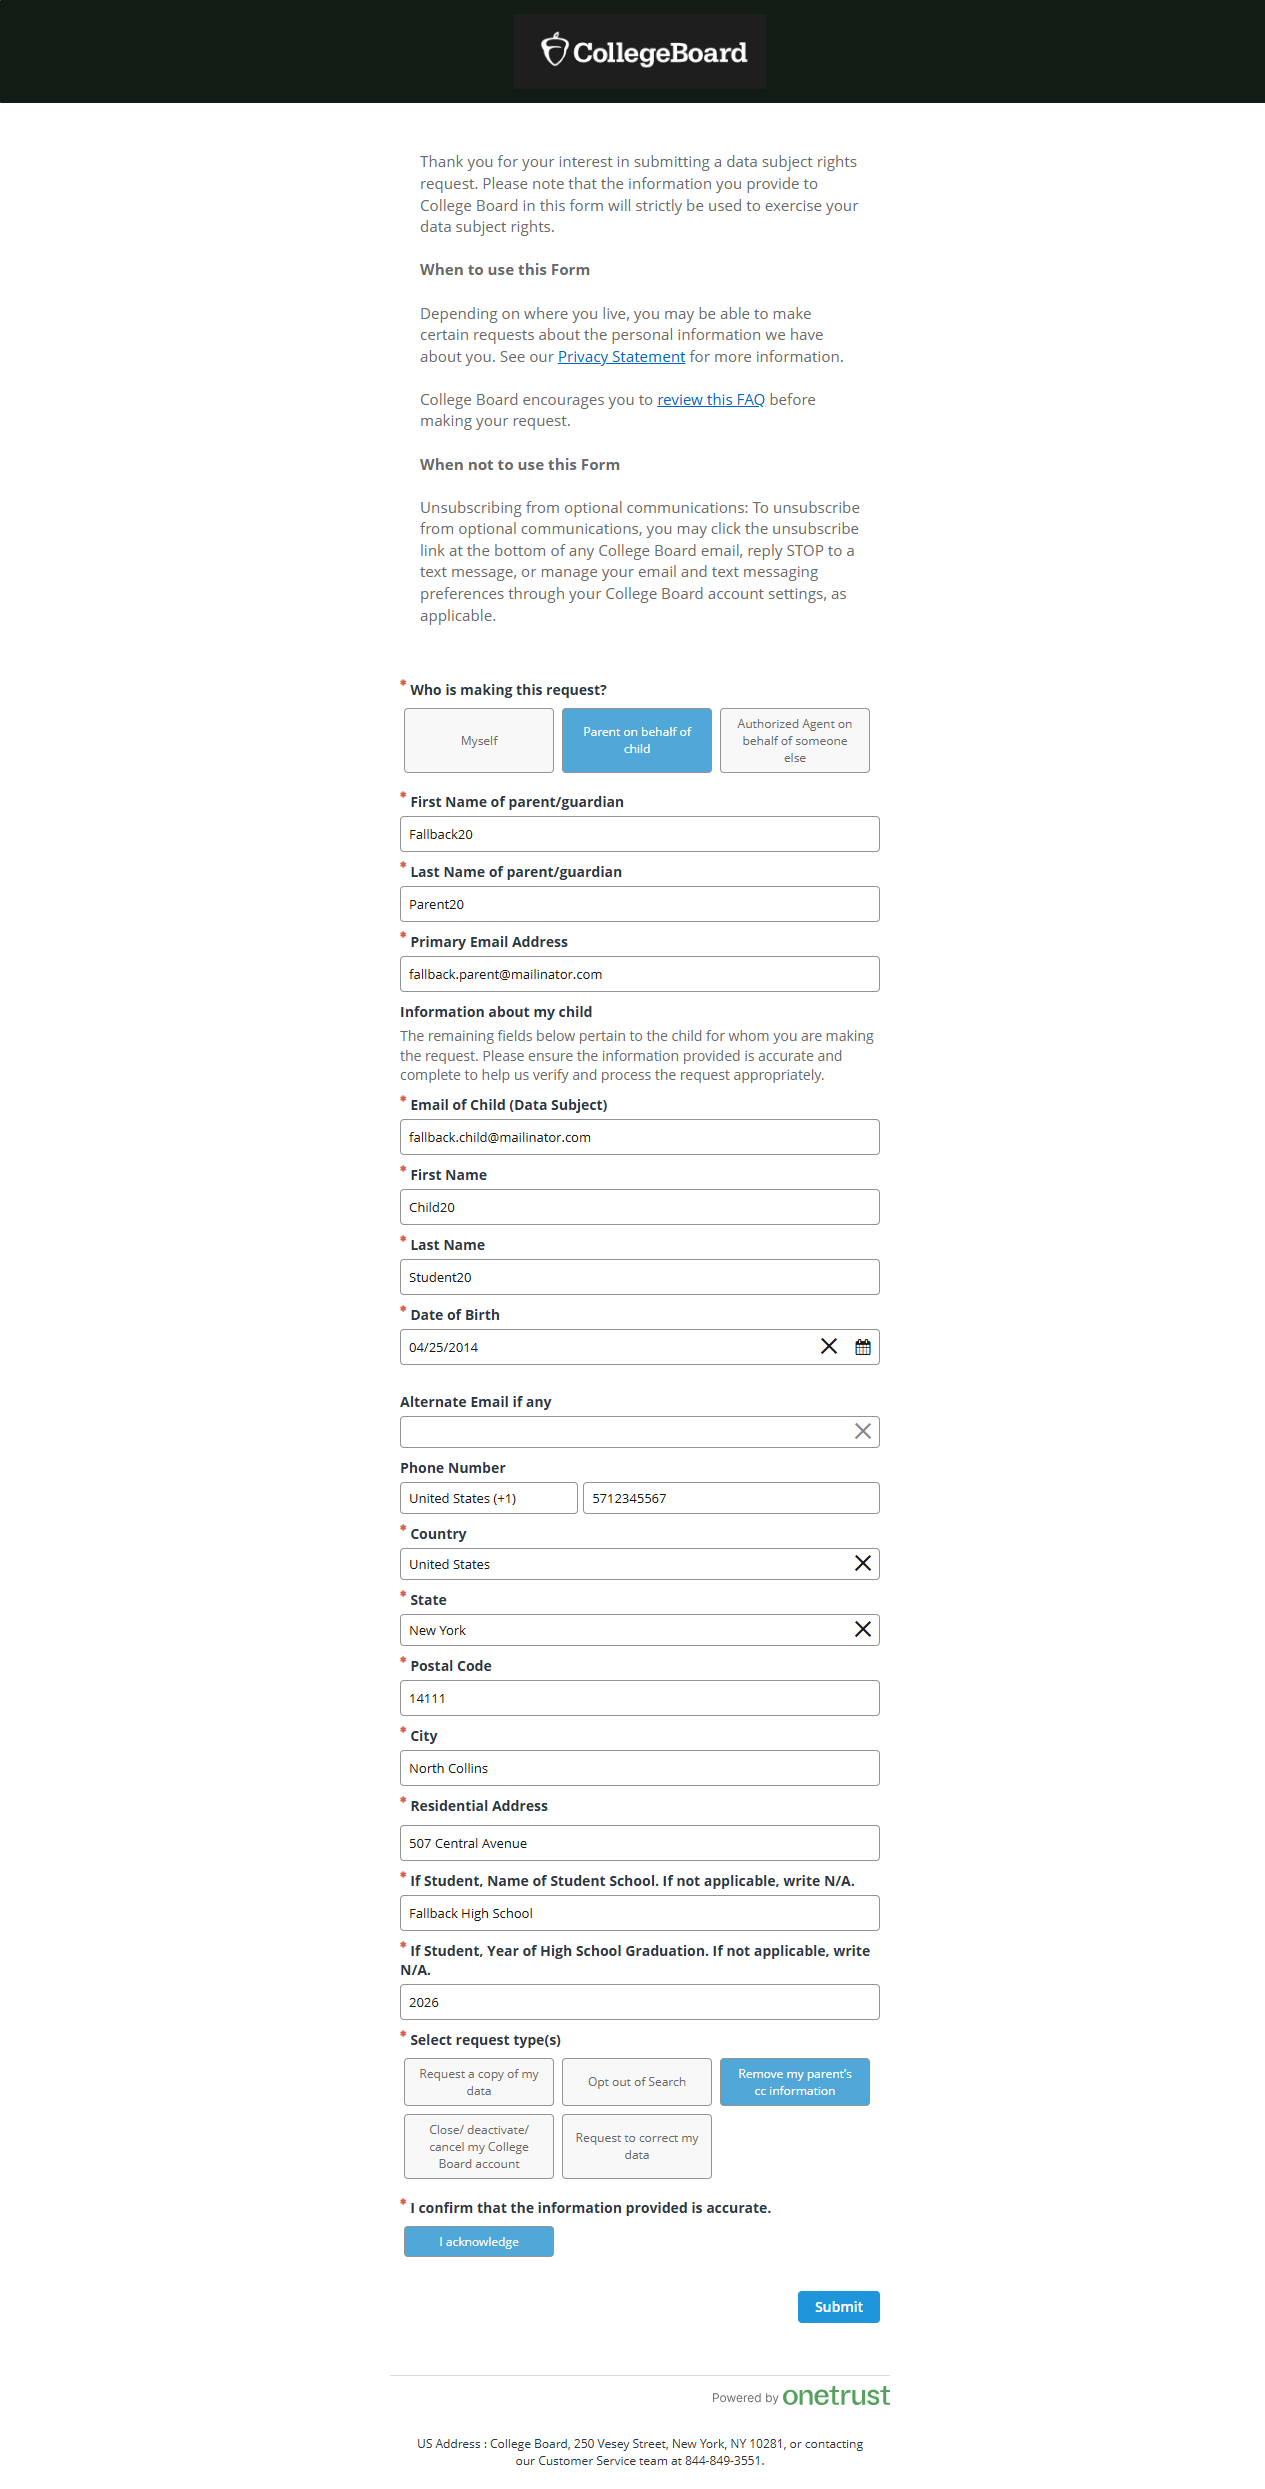 CollegeBoard
Thank you for your interest in submitting a data subject rights
request. Please note that the information you provide to
College Board in this form will strictly be used to exercise your
data subject rights.
When to use this Form
Depending on where you live, you may be able to make
certain requests about the personal information we have
about you. See our Privacy Statement for more information.
College Board encourages you to review this FAQ before
making your request.
When not to use this Form
Unsubscribing from optional communications: To unsubscribe
from optional communications, you may click the unsubscribe
link at the bottom of any College Board email, reply STOP to a
text message, or manage your email and text messaging
preferences through your College Board account settings, as
applicable.
* Who is making this request?
Myself
Parent on behalf of
child
Authorized Agent on
behalf of someone
else
* First Name of parent/guardian
Fallback20
* Last Name of parent/guardian
Parent20
* Primary Email Address
fallback.parent@mailinator.com
Information about my child
The remaining fields below pertain to the child for whom you are making
the request. Please ensure the information provided is accurate and
complete to help us verify and process the request appropriately.
* Email of Child (Data Subject)
fallback.child@mailinator.com
* First Name
Child20
* Last Name
Student20
* Date of Birth
04/25/2014
Alternate Email if any
Phone Number
United States (+1) 5712345567
* Country
United States
* State
New York
* Postal Code
14111
* City
North Collins
* Residential Address
507 Central Avenue
* If Student, Name of Student School. If not applicable, write N/A.
Fallback High School
* If Student, Year of High School Graduation. If not applicable, write
N/A.
2026
* Select request type(s)
Request a copy of my
data
Opt out of Search
Remove my parent's
cc information
Close/ deactivate/
cancel my College
Board account
Request to correct my
data
* I confirm that the information provided is accurate.
I acknowledge
Submit
Powered by onetrust
US Address : College Board, 250 Vesey Street, New York, NY 10281, or contacting
our Customer Service team at 844-849-3551.